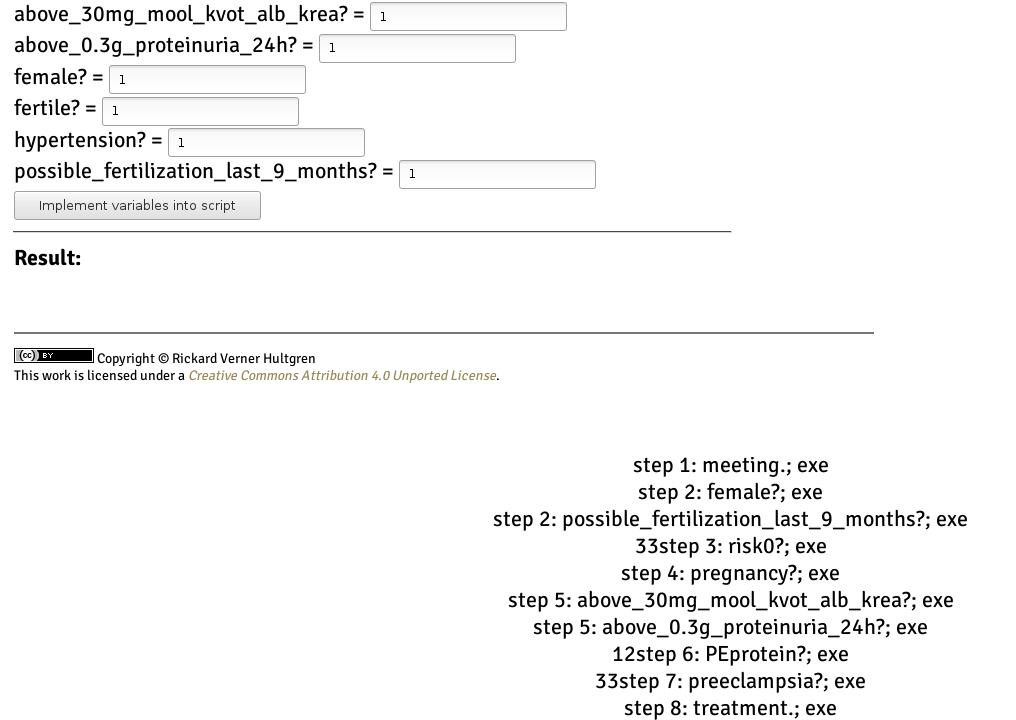 above_30mg_mool_kvot_alb_krea? = 1
above_0.3g_proteinuria_24h? = 1
female? = 1
fertile? = 1
hypertension? = 1
possible_fertilization_last_9_months? = 1
Implement variables into script
Result:
(cc) BY Copyright © Rickard Verner Hultgren
This work is licensed under a Creative Commons Attribution 4.0 Unported License.
step 1: meeting.; exe
step 2: female?; exe
step 2: possible_fertilization_last_9_months?; exe
33step 3: risk0?; exe
step 4: pregnancy?; exe
step 5: above_30mg_mool_kvot_alb_krea?; exe
step 5: above_0.3g_proteinuria_24h?; exe
12step 6: PEprotein?; exe
33step 7: preeclampsia?; exe
step 8: treatment.; exe